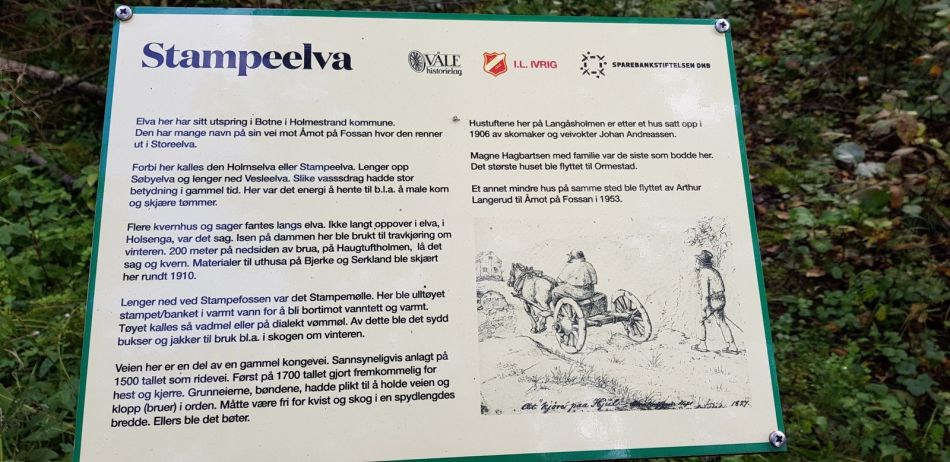 Stampeelva
VÅLE
historielag
I.L. IVRIG
SPAREBANKSTIFTELSEN DNB
Elva her har sitt utspring i Botne i Holmestrand kommune.
Den har mange navn på sin vei mot Åmot på Fossan hvor den renner
ut i Storeelva.
Forbi her kalles den Holmselva eller Stampeelva. Lenger opp
Søbyelva og lenger ned Vesleelva. Slike vasssdrag hadde stor
betydning i gammel tid. Her var det energi å hente til b.l.a. å male korn
og skjære tømmer.
Flere kvernhus og sager fantes langs elva. Ikke langt oppover i elva, i
Holsenga, var det sag. Isen på dammen her ble brukt til travkjøring om
vinteren. 200 meter på nedsiden av brua, på Haugtuftholmen, lå det
sag og kvern. Materialer til uthusa på Bjerke og Serkland ble skjært
her rundt 1910.
Lenger ned ved Stampefossen var det Stampemølle. Her ble ulltøyet
stampet/banket i varmt vann for å bli bortimot vanntett og varmt.
Tøyet kalles så vadmel eller på dialekt vømmøl. Av dette ble det sydd
bukser og jakker til bruk bl.a. i skogen om vinteren.
Veien her er en del av en gammel kongevei. Sannsyneligvis anlagt på
1500 tallet som ridevei. Først på 1700 tallet gjort fremkommelig for
hest og kjerre. Grunneierne, bøndene, hadde plikt til å holde veien og
klopp (bruer) i orden. Måtte være fri for kvist og skog i en spydlengdes
bredde. Ellers ble det bøter.
Hustuftene her på Langåsholmen er etter et hus satt opp i
1906 av skomaker og veivokter Johan Andreassen.
Magne Hagbartsen med familie var de siste som bodde her.
Det største huset ble flyttet til Ormestad.
Et annet mindre hus på samme sted ble flyttet av Arthur
Langerud til Åmot på Fossan i 1953.
At kjøre paa Hjul 1837.